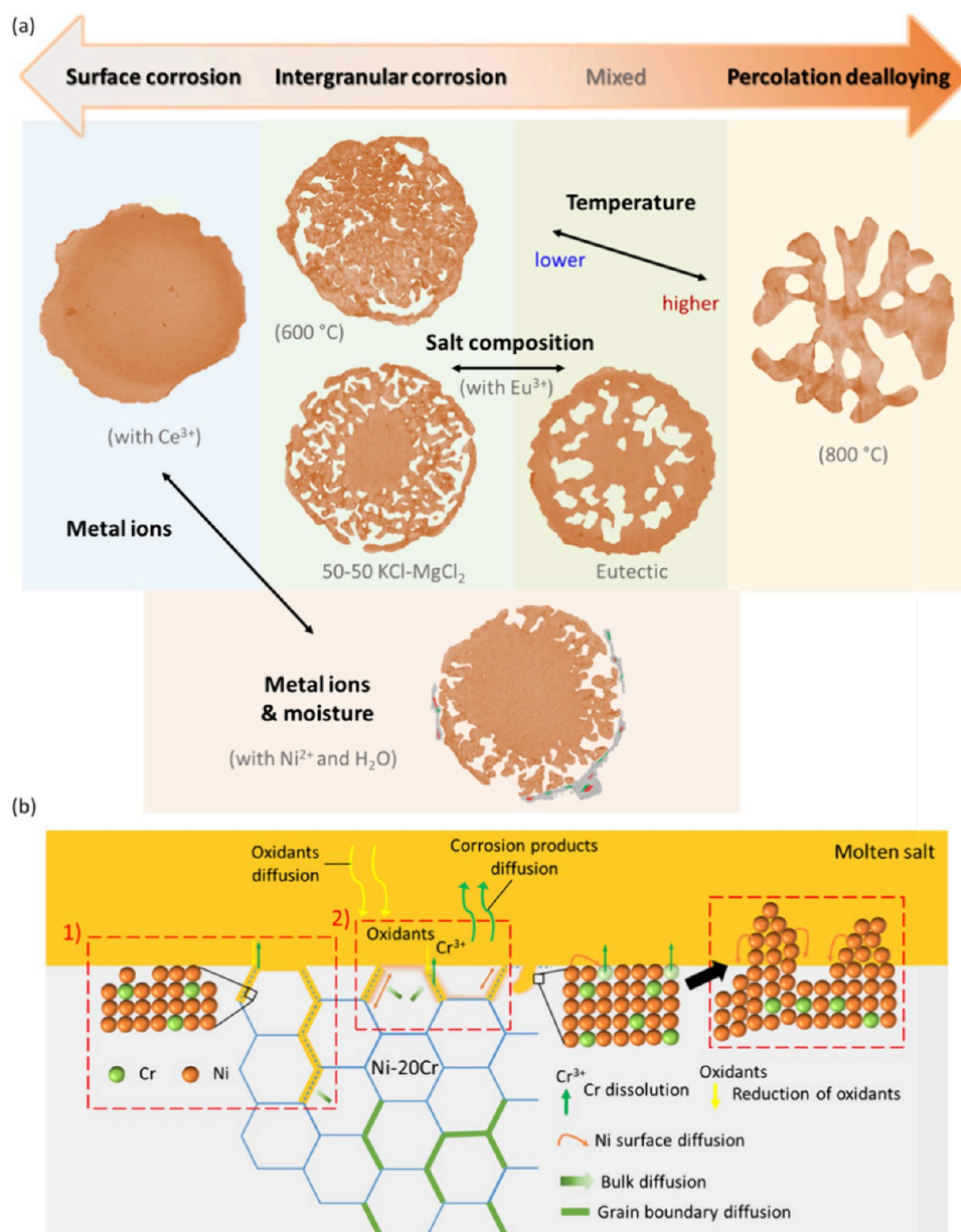 (a)
Surface corrosion
Intergranular corrosion
Mixed
Percolation dealloying
Temperature
lower
higher
(600 °C)
Salt composition
(with Eu³⁺)
(with Ce³⁺)
(800 °C)
Metal ions
50-50 KCl-MgCl₂
Eutectic
Metal ions
& moisture
(with Ni²⁺ and H₂O)
(b)
Oxidants
diffusion
Corrosion products
diffusion
Molten salt
1)
2)
Oxidants
Cr³⁺
Ni-20Cr
Cr
Ni
Cr³⁺
Cr dissolution
Oxidants
Reduction of oxidants
Ni surface diffusion
Bulk diffusion
Grain boundary diffusion